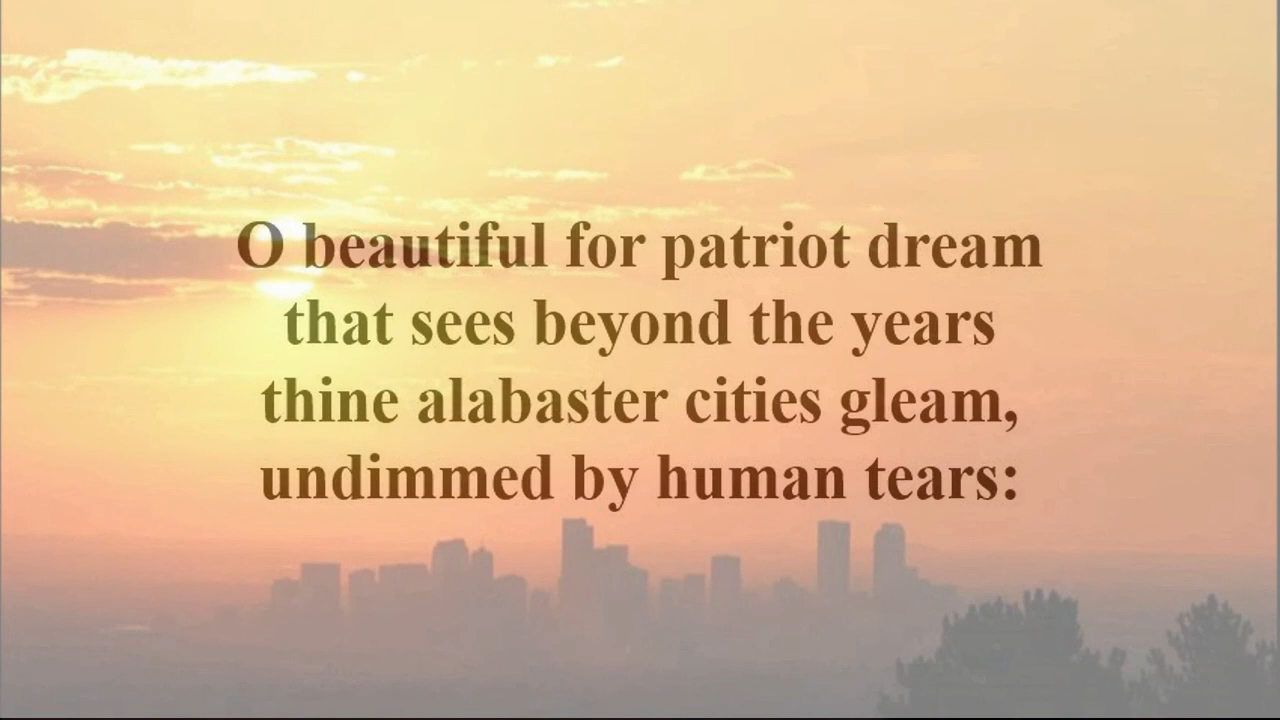 O beautiful for patriot dream
that sees beyond the years
thine alabaster cities gleam,
undimmed by human tears: